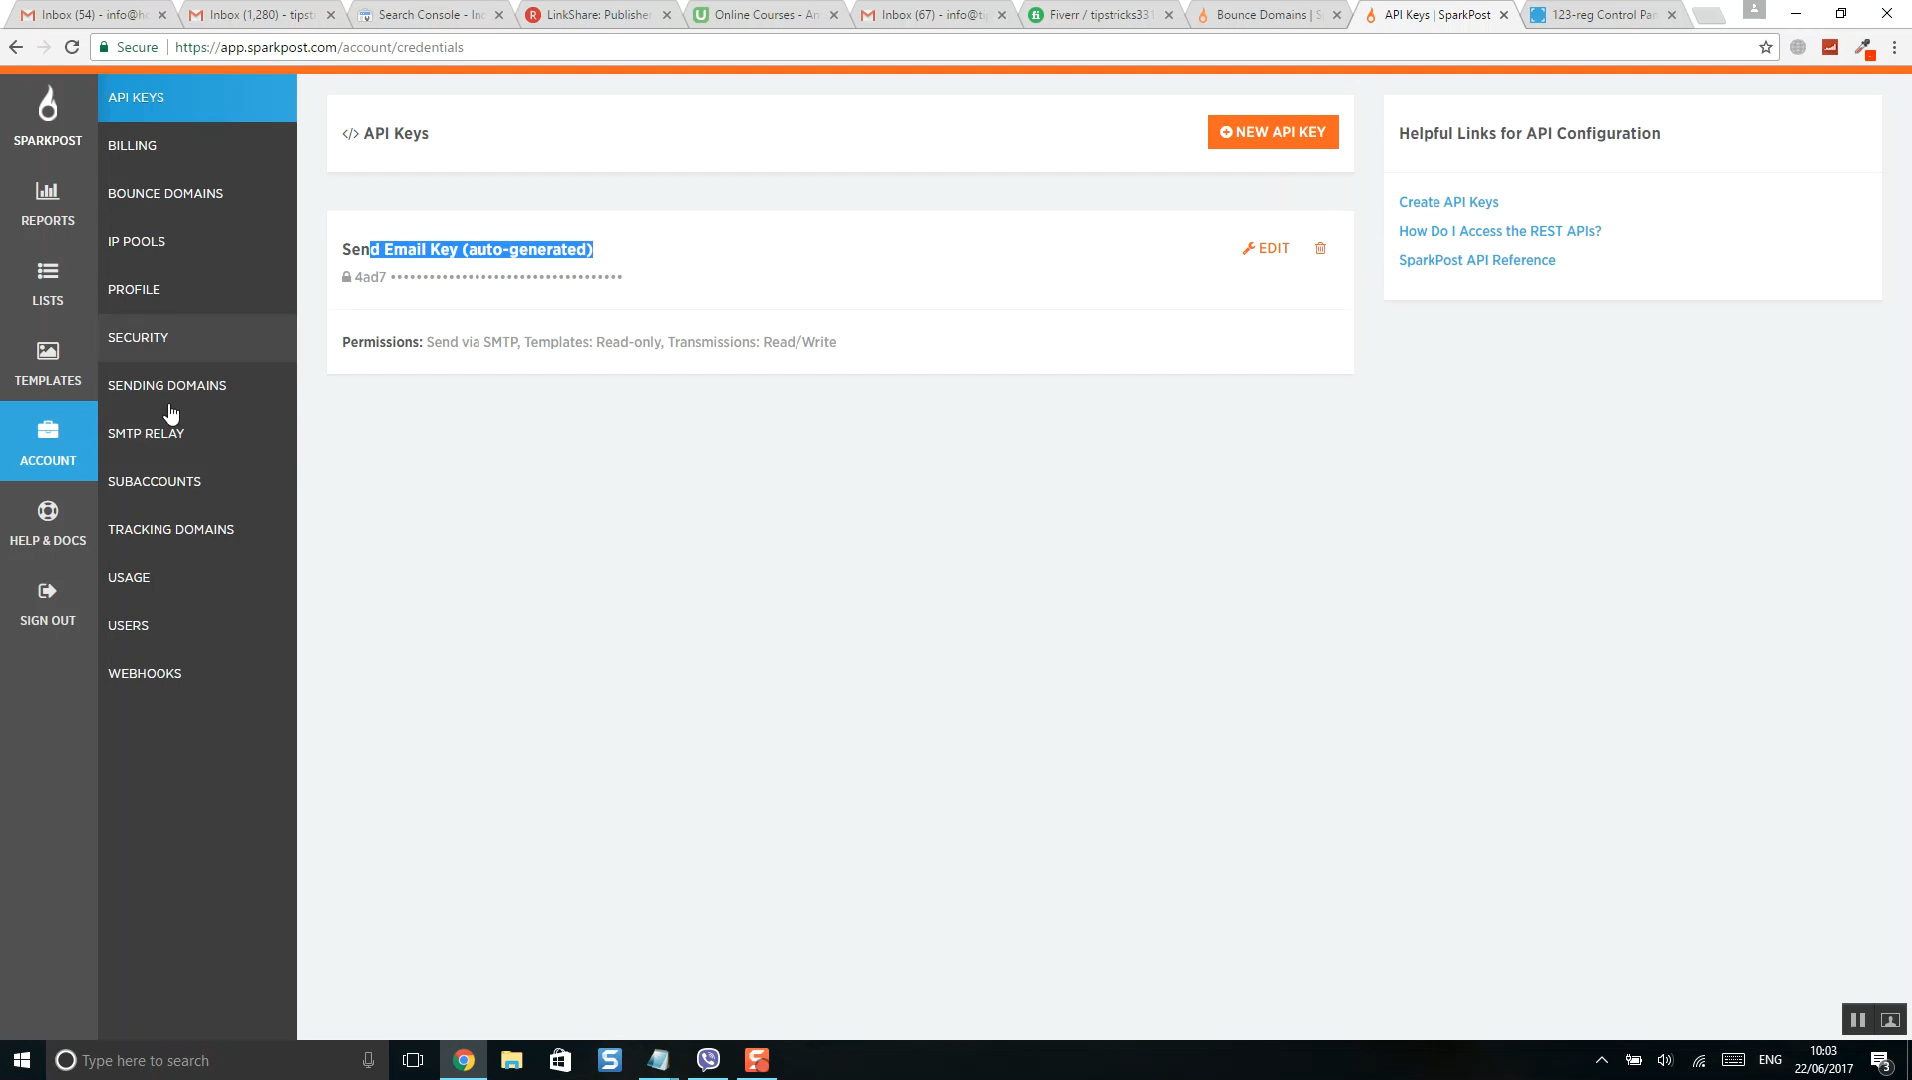 Inbox (54) - info@ho
Inbox (1,280) - tipst
Search Console - In
LinkShare: Publisher
Online Courses - An
Inbox (67) - info@ti
Fiverr / tipstricks331
Bounce Domains | S
API Keys | SparkPost
123-reg Control Pan
Secure
https://app.sparkpost.com/account/credentials
SPARKPOST
REPORTS
LISTS
TEMPLATES
ACCOUNT
HELP & DOCS
SIGN OUT
API KEYS
BILLING
BOUNCE DOMAINS
IP POOLS
PROFILE
SECURITY
SENDING DOMAINS
SMTP RELAY
SUBACCOUNTS
TRACKING DOMAINS
USAGE
USERS
WEBHOOKS
</> API Keys
NEW API KEY
Send Email Key (auto-generated)
EDIT
4ad7 ••••••••••••••••••••••••••••••••••••
Permissions: Send via SMTP, Templates: Read-only, Transmissions: Read/Write
Helpful Links for API Configuration
Create API Keys
How Do I Access the REST APIs?
SparkPost API Reference
Type here to search
ENG
10:03
22/06/2017
3